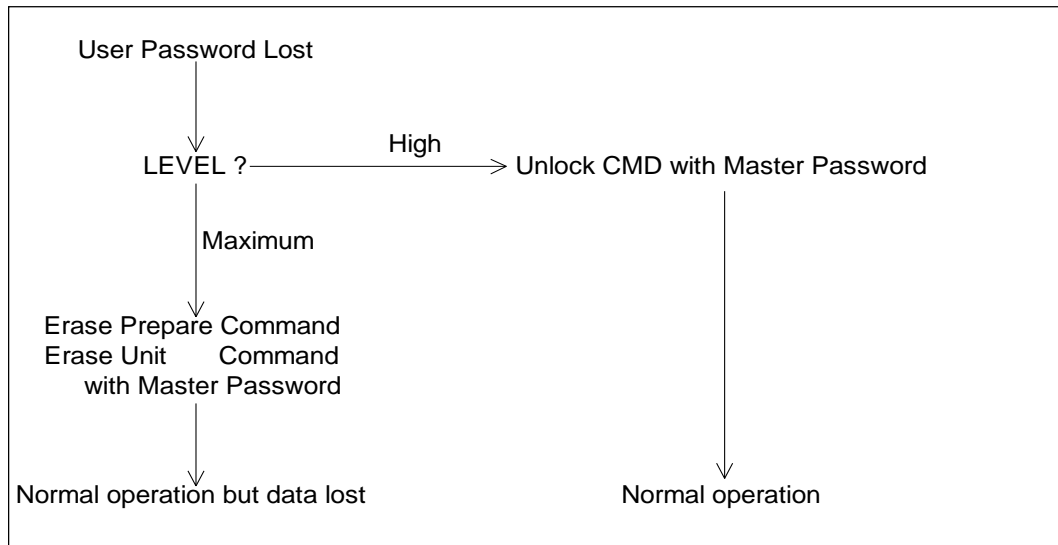 User Password Lost
High
LEVEL ?
Unlock CMD with Master Password
Maximum
Erase Prepare Command
Erase Unit Command
with Master Password
Normal operation but data lost
Normal operation